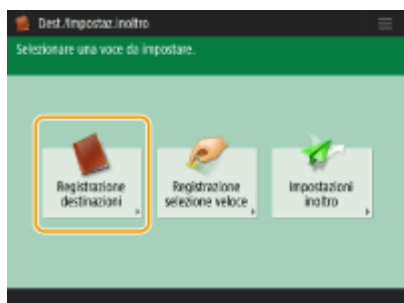 Dest./Impostaz.inoltro
Selezionare una voce da impostare.
Registrazione
destinazioni
Registrazione
selezione veloce
Impostazioni
inoltro